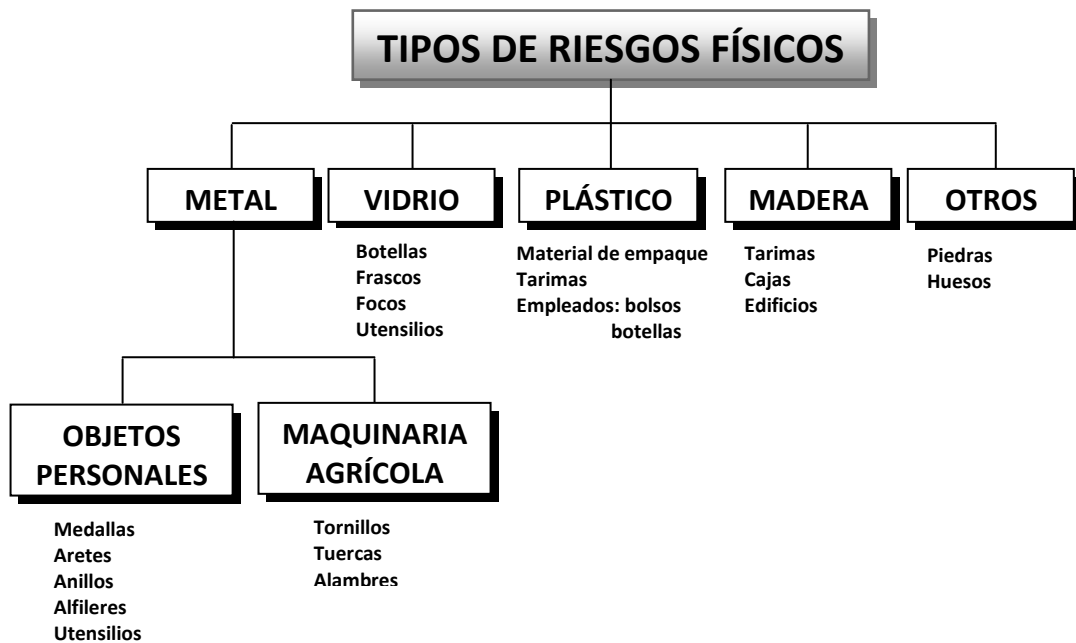 TIPOS DE RIESGOS FÍSICOS
METAL
VIDRIO
PLÁSTICO
MADERA
OTROS
Botellas
Frascos
Focos
Utensilios
Material de empaque
Tarimas
Empleados: bolsos
botellas
Tarimas
Cajas
Edificios
Piedras
Huesos
OBJETOS
PERSONALES
MAQUINARIA
AGRÍCOLA
Medallas
Aretes
Anillos
Alfileres
Utensilios
Tornillos
Tuercas
Alambres